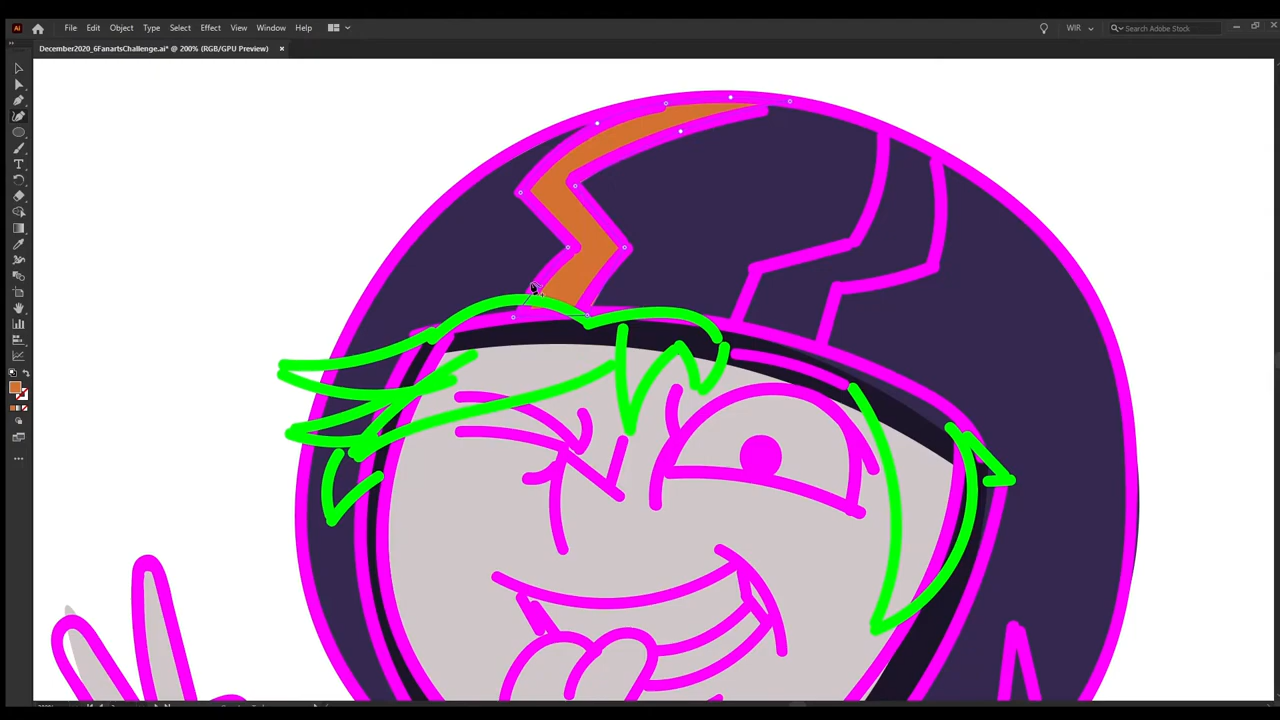 Ai File Edit Object Type Select Effect View Window Help WIR Search Adobe Stock
December2020_6FanartsChallenge.ai* @ 200% (RGB/GPU Preview)